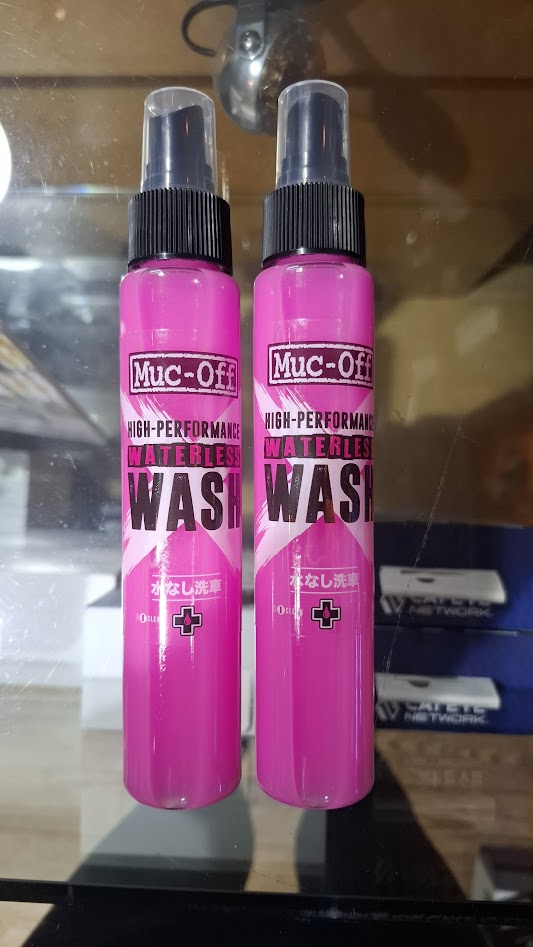 Muc-Off
HIGH-PERFORMANCE
WATERLESS
WASH
水なし洗車
Muc-Off
HIGH-PERFORMANCE
WATERLESS
WASH
水なし洗車
CATEYE
NETWORK
CATEYE
NETWORK